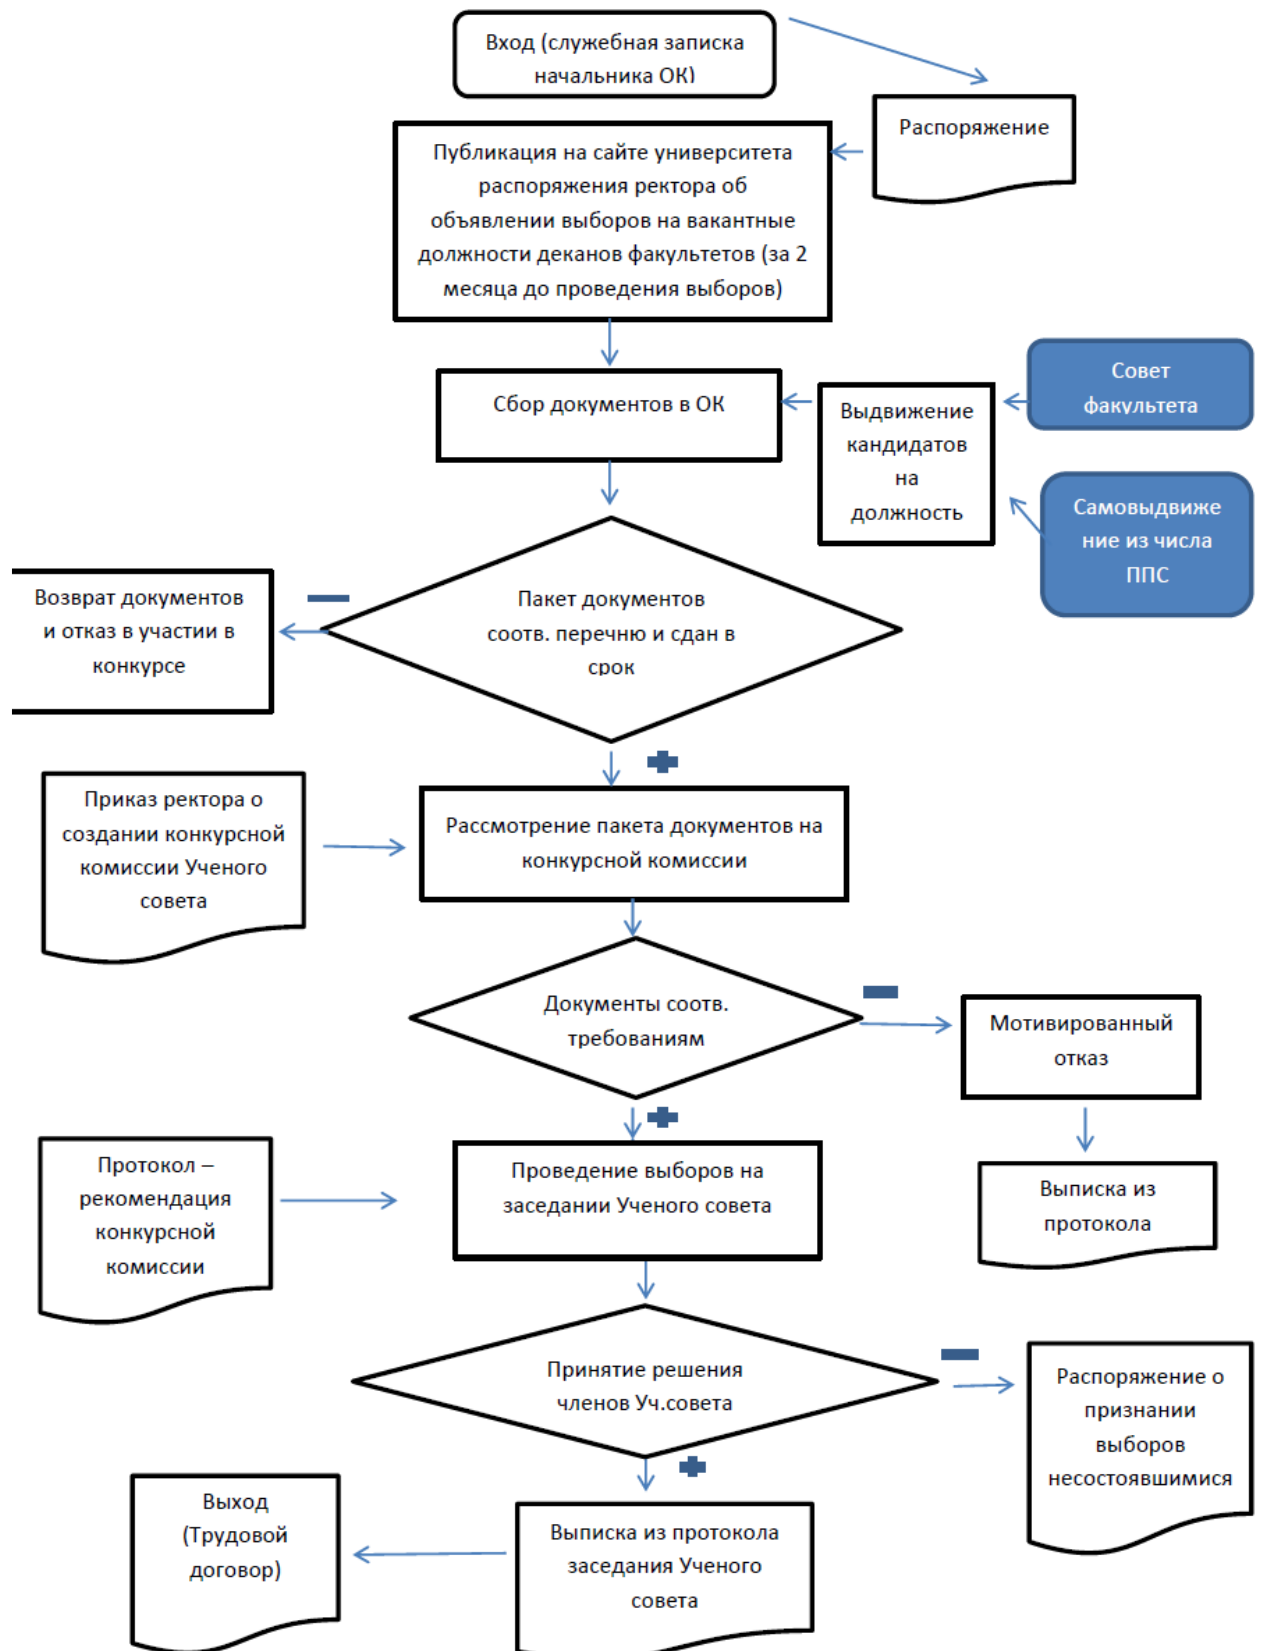 Вход (служебная записка
начальника ОК)
Распоряжение
Публикация на сайте университета
распоряжения ректора об
объявлении выборов на вакантные
должности деканов факультетов (за 2
месяца до проведения выборов)
Сбор документов в ОК
Выдвижение
кандидатов
на
должность
Совет
факультета
Самовыдвиже
ние из числа
ППС
Пакет документов
соотв. перечню и сдан в
срок
Возврат документов
и отказ в участии в
конкурсе
Приказ ректора о
создании конкурсной
комиссии Ученого
совета
Рассмотрение пакета документов на
конкурсной комиссии
Документы соотв.
требованиям
Мотивированный
отказ
Выписка из
протокола
Протокол –
рекомендация
конкурсной
комиссии
Проведение выборов на
заседании Ученого совета
Принятие решения
членов Уч.совета
Распоряжение о
признании
выборов
несостоявшимися
Выход
(Трудовой
договор)
Выписка из протокола
заседания Ученого
совета